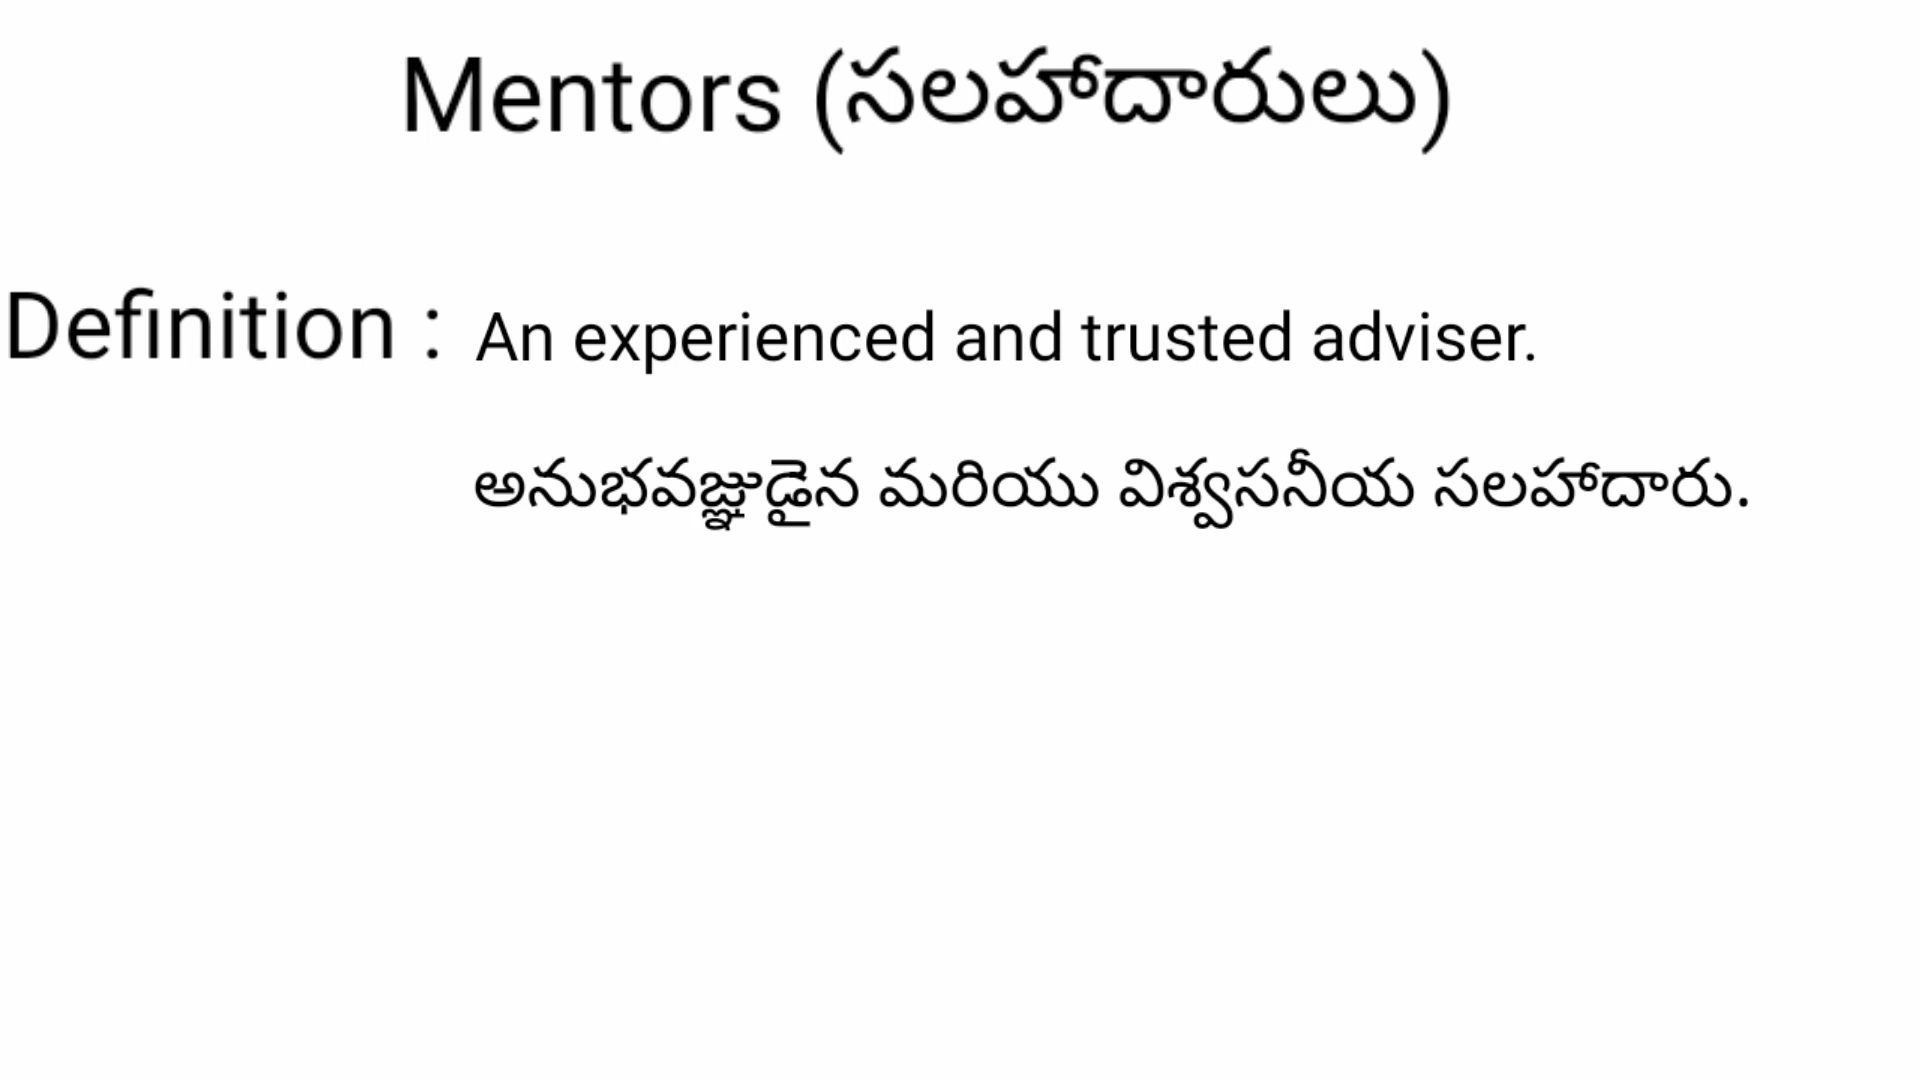 Mentors (సలహాదారులు)
Definition : An experienced and trusted adviser.
అనుభవజ్ఞుడైన మరియు విశ్వసనీయ సలహాదారు.